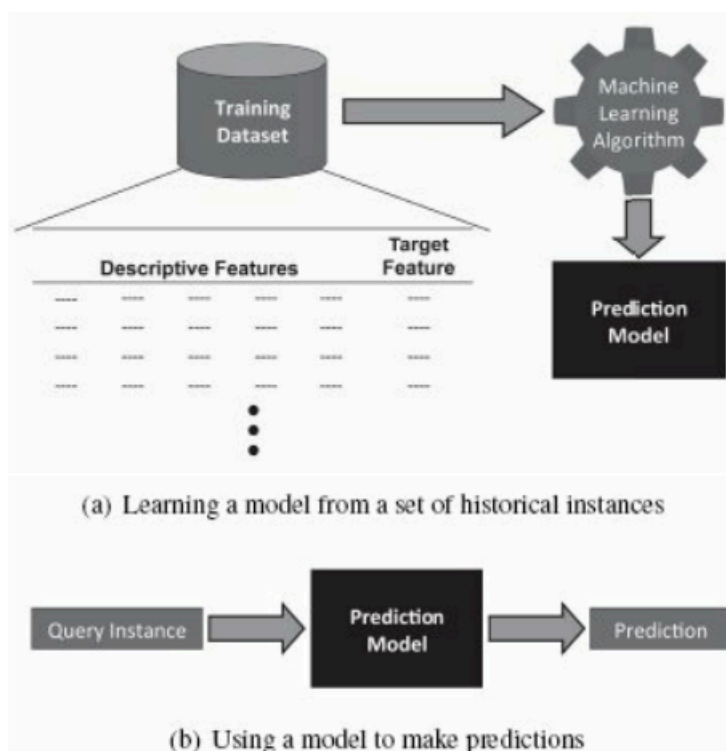 Training
Dataset
Machine
Learning
Algorithm
Target
Descriptive Features Feature
---- ---- ---- ---- ---- ----
---- ---- ---- ---- ---- ----
---- ---- ---- ---- ---- ----
---- ---- ---- ---- ---- ----
Prediction
Model
(a) Learning a model from a set of historical instances
Query Instance
Prediction
Model
Prediction
(b) Using a model to make predictions